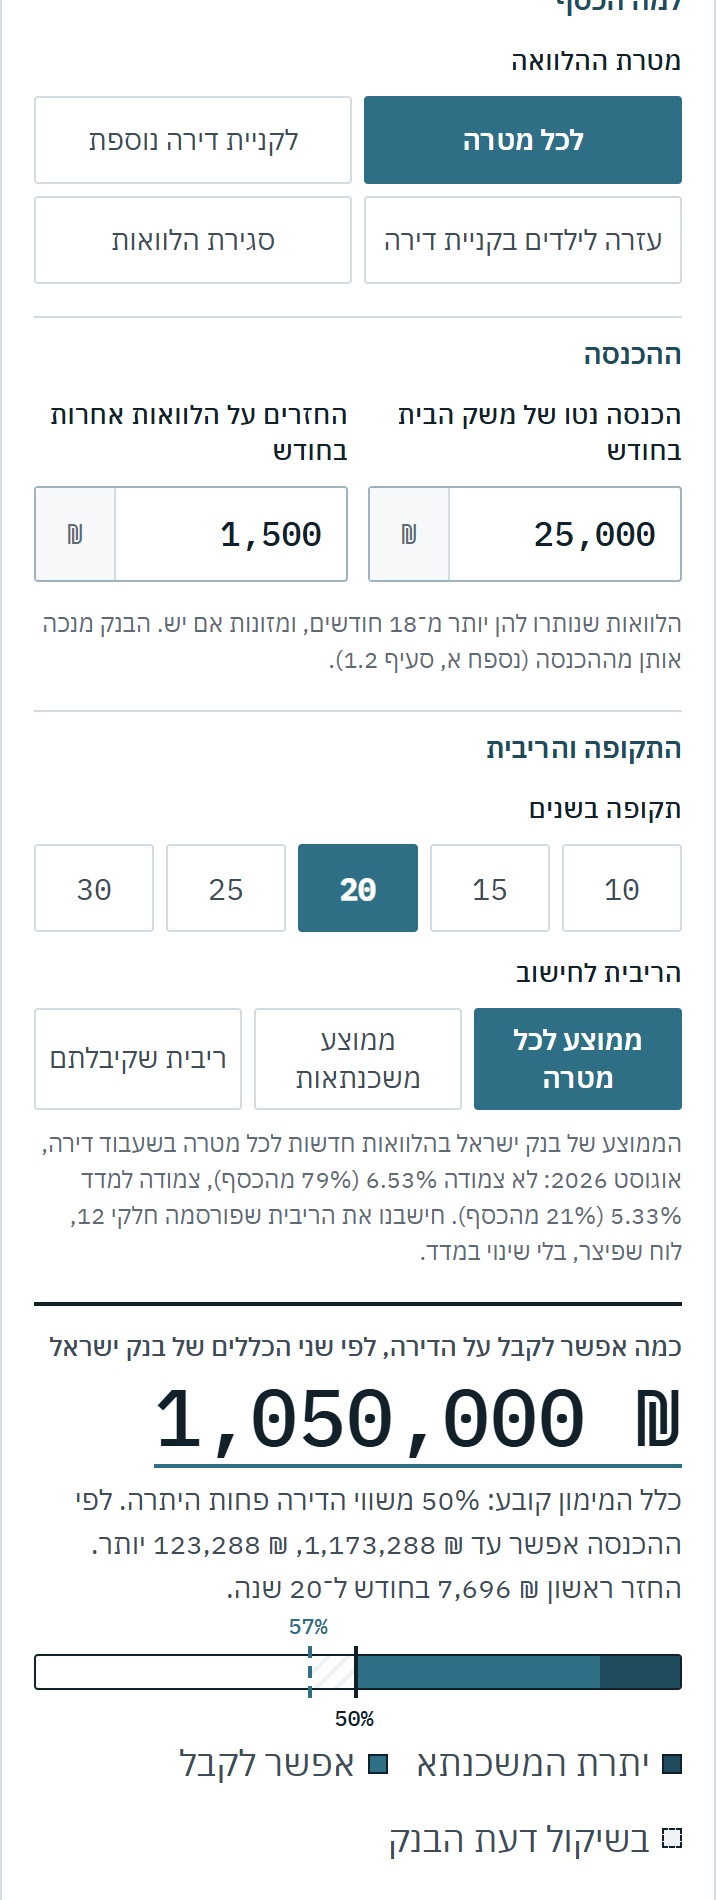 למה הכסף
מטרת ההלוואה
לכל מטרה
לקניית דירה נוספת
עזרה לילדים בקניית דירה
סגירת הלוואות
ההכנסה
הכנסה נטו של משק הבית
בחודש
החזרים על הלוואות אחרות
בחודש
25,000
₪
1,500
₪
הלוואות שנותרו להן יותר מ־18 חודשים, ומזונות אם יש. הבנק מנכה
אותן מההכנסה (נספח א, סעיף 1.2).
התקופה והריבית
תקופה בשנים
10
15
20
25
30
הריבית לחישוב
ממוצע לכל
מטרה
ממוצע
משכנתאות
ריבית שקיבלתם
הממוצע של בנק ישראל בהלוואות חדשות לכל מטרה בשעבוד דירה,
אוגוסט 2026: לא צמודה 6.53% (79% מהכסף), צמודה למדד
5.33% (21% מהכסף). חישבנו את הריבית שפורסמה חלקי 12,
לוח שפיצר, בלי שינוי במדד.
כמה אפשר לקבל על הדירה, לפי שני הכללים של בנק ישראל
₪ 1,050,000
כלל המימון קובע: 50% משווי הדירה פחות היתרה. לפי
ההכנסה אפשר עד ₪ 1,173,288, ₪ 123,288 יותר.
החזר ראשון ₪ 7,696 בחודש ל־20 שנה.
57%
50%
יתרת המשכנתא
אפשר לקבל
בשיקול דעת הבנק